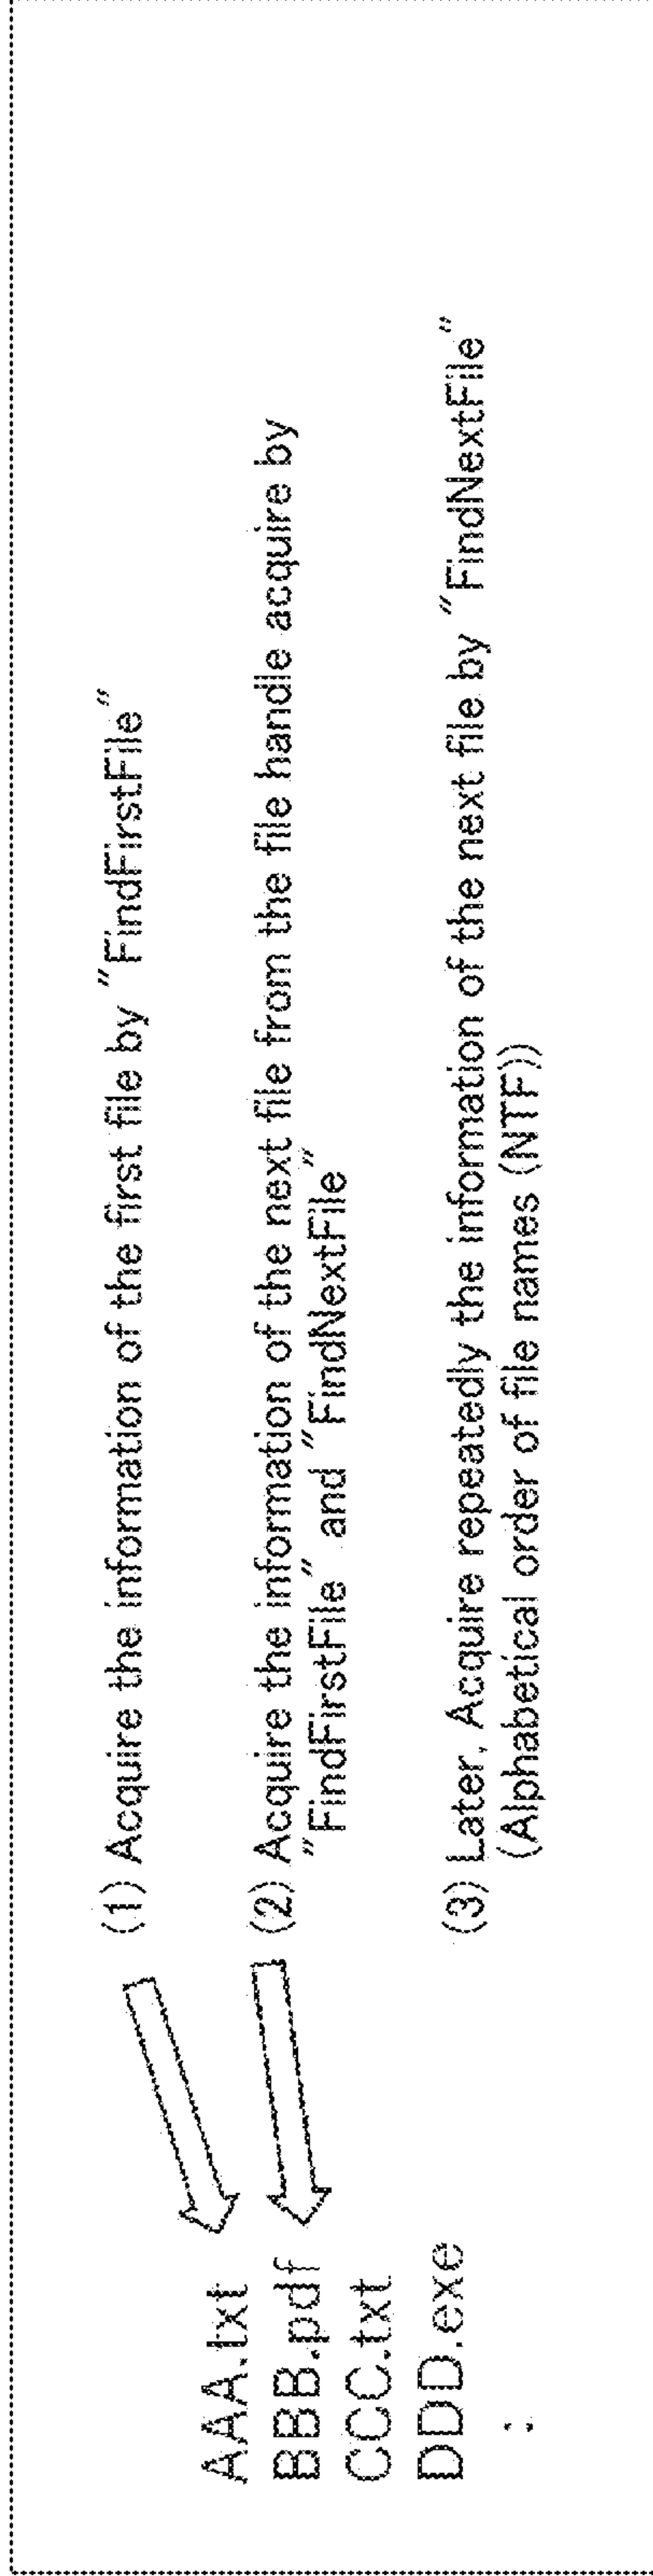 (1) Acquire the information of the first file by "FindFirstFile"
(2) Acquire the information of the next file from the file handle acquire by
"FindFirstFile" and "FindNextFile"
(3) Later, Acquire repeatedly the information of the next file by "FindNextFile"
(Alphabetical order of file names (NTF))
AAA.txt
BBB.pdf
CCC.txt
DDD.exe
: